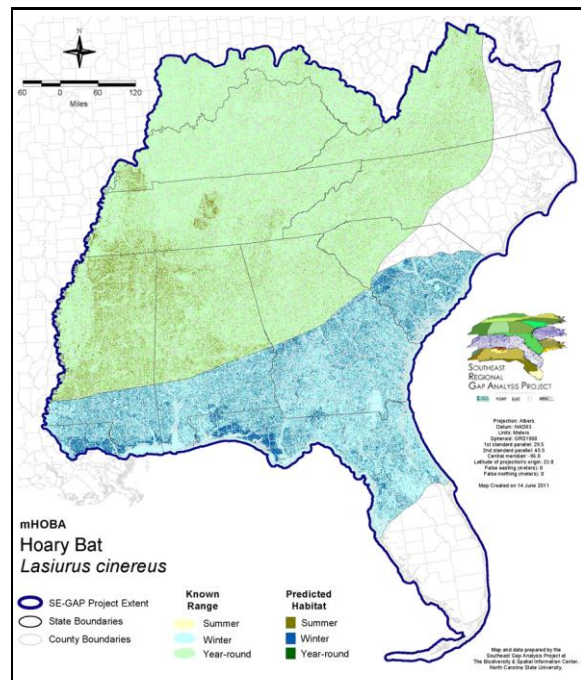 N
60
0
60
120
Miles
SOUTHEAST
REGIONAL
GAP ANALYSIS PROJECT
Projection: Albers
Datum: NAD83
Units: Meters
Spheroid: GRS1980
1st standard parallel: 29.5
2nd standard parallel: 45.5
Central meridian: -96.0
Latitude of projection's origin: 23.0
False easting (meters): 0
False northing (meters): 0
Map Created on 14 June 2011
mHOBA
Hoary Bat
Lasiurus cinereus
SE-GAP Project Extent
State Boundaries
County Boundaries
Known
Range
Summer
Winter
Year-round
Predicted
Habitat
Summer
Winter
Year-round
Map and data prepared by the
Southeast Gap Analysis Project at
The Biodiversity & Spatial Information Center,
North Carolina State University.